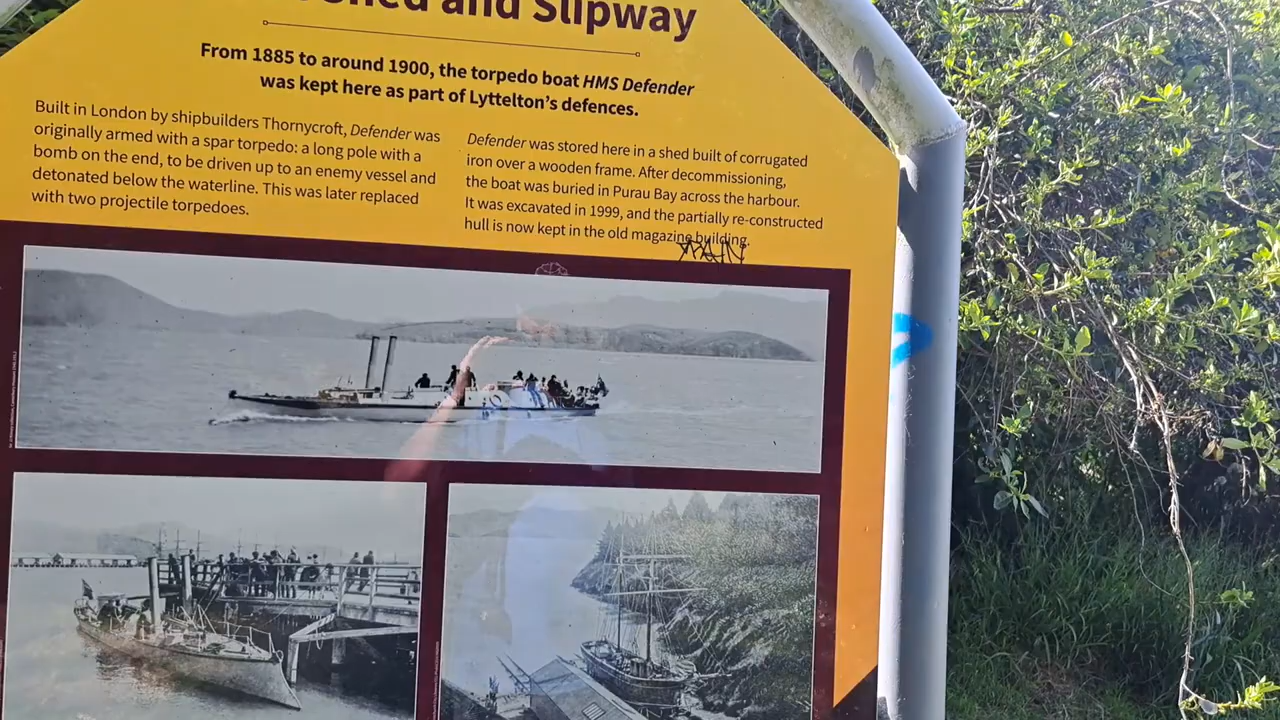 Shed and Slipway
From 1885 to around 1900, the torpedo boat HMS Defender
was kept here as part of Lyttelton's defences.
Built in London by shipbuilders Thornycroft, Defender was
originally armed with a spar torpedo: a long pole with a
bomb on the end, to be driven up to an enemy vessel and
detonated below the waterline. This was later replaced
with two projectile torpedoes.
Defender was stored here in a shed built of corrugated
iron over a wooden frame. After decommissioning,
the boat was buried in Purau Bay across the harbour.
It was excavated in 1999, and the partially re-constructed
hull is now kept in the old magazine building.